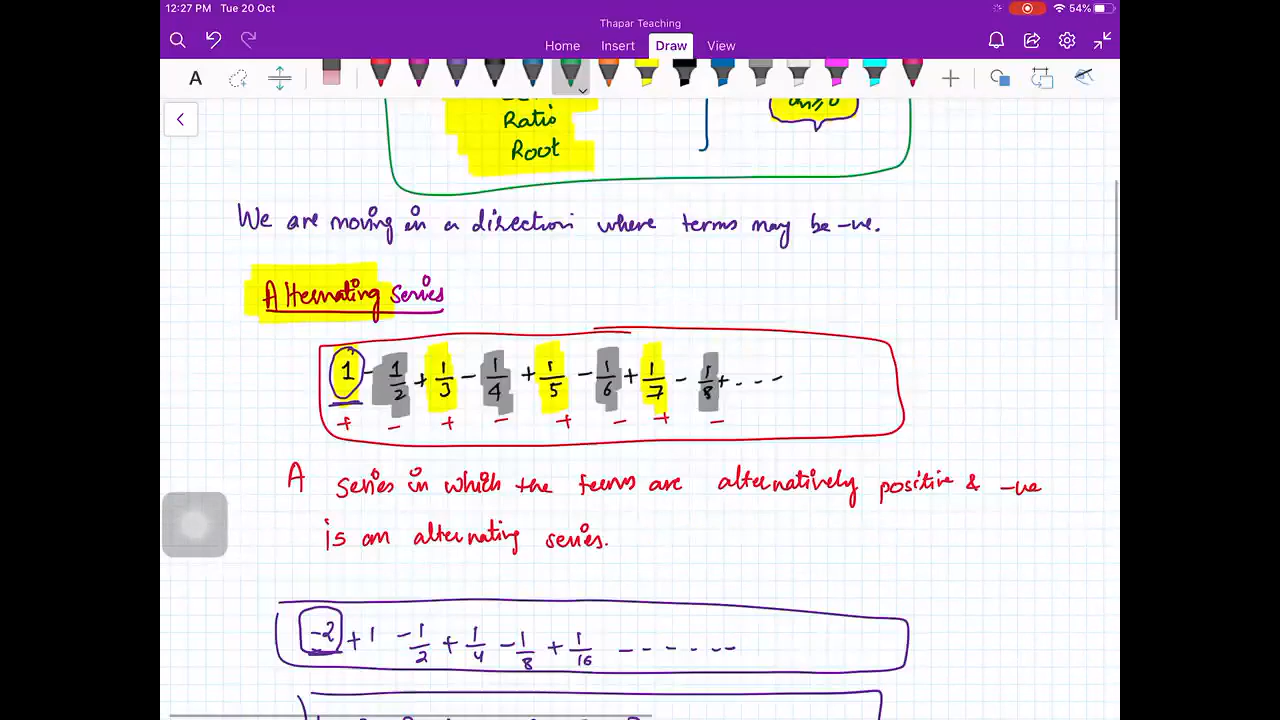 12:27 PM Tue 20 Oct
54%
Thapar Teaching
Home Insert Draw View
A
Ratio
Root
We are moving in a direction where terms may be -ve.
Alternating Series
1 - 1/2 + 1/3 - 1/4 + 1/5 - 1/6 + 1/7 - 1/8 + ...
+ - + - + - + -
A series in which the terms are alternatively positive & -ve
is an alternating series.
-2 + 1 - 1/2 + 1/4 - 1/8 + 1/16 -------